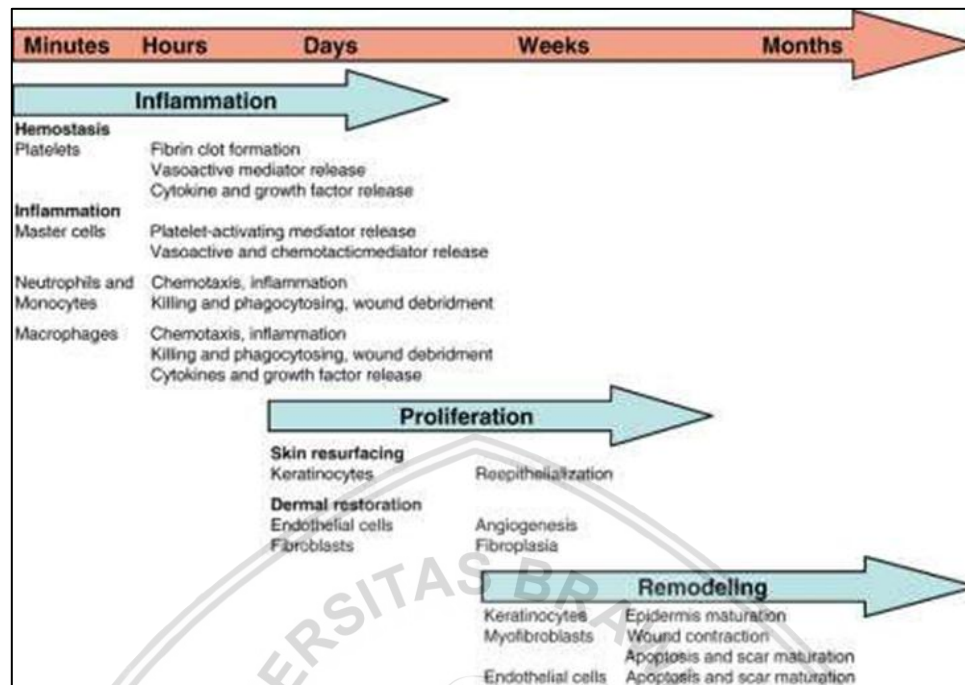 Minutes Hours Days Weeks Months
Inflammation
Hemostasis
Platelets Fibrin clot formation
Vasoactive mediator release
Cytokine and growth factor release
Inflammation
Master cells Platelet-activating mediator release
Vasoactive and chemotacticmediator release
Neutrophils and Chemotaxis, inflammation
Monocytes Killing and phagocytosing, wound debridment
Macrophages Chemotaxis, inflammation
Killing and phagocytosing, wound debridment
Cytokines and growth factor release
Proliferation
Skin resurfacing
Keratinocytes Reepithelialization
Dermal restoration
Endothelial cells Angiogenesis
Fibroblasts Fibroplasia
Remodeling
Keratinocytes Epidermis maturation
Myofibroblasts Wound contraction
Apoptosis and scar maturation
Endothelial cells Apoptosis and scar maturation
ERSITAS BRA